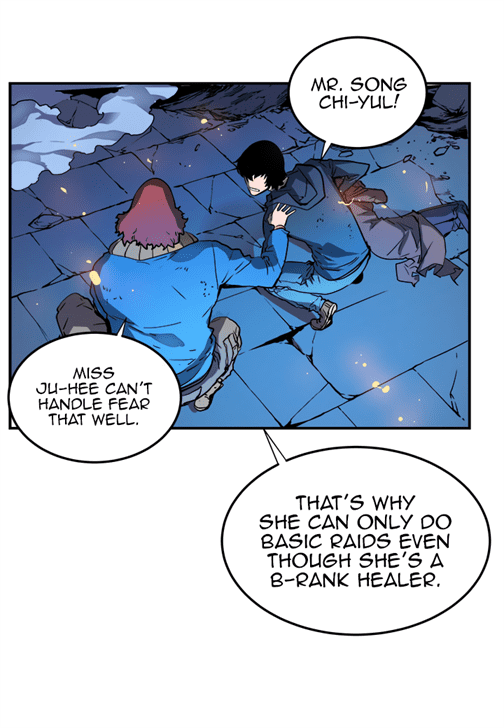 MR. SONG
CHI-YUL!
MISS
JU-HEE CAN'T
HANDLE FEAR
THAT WELL.
THAT'S WHY
SHE CAN ONLY DO
BASIC RAIDS EVEN
THOUGH SHE'S A
B-RANK HEALER.